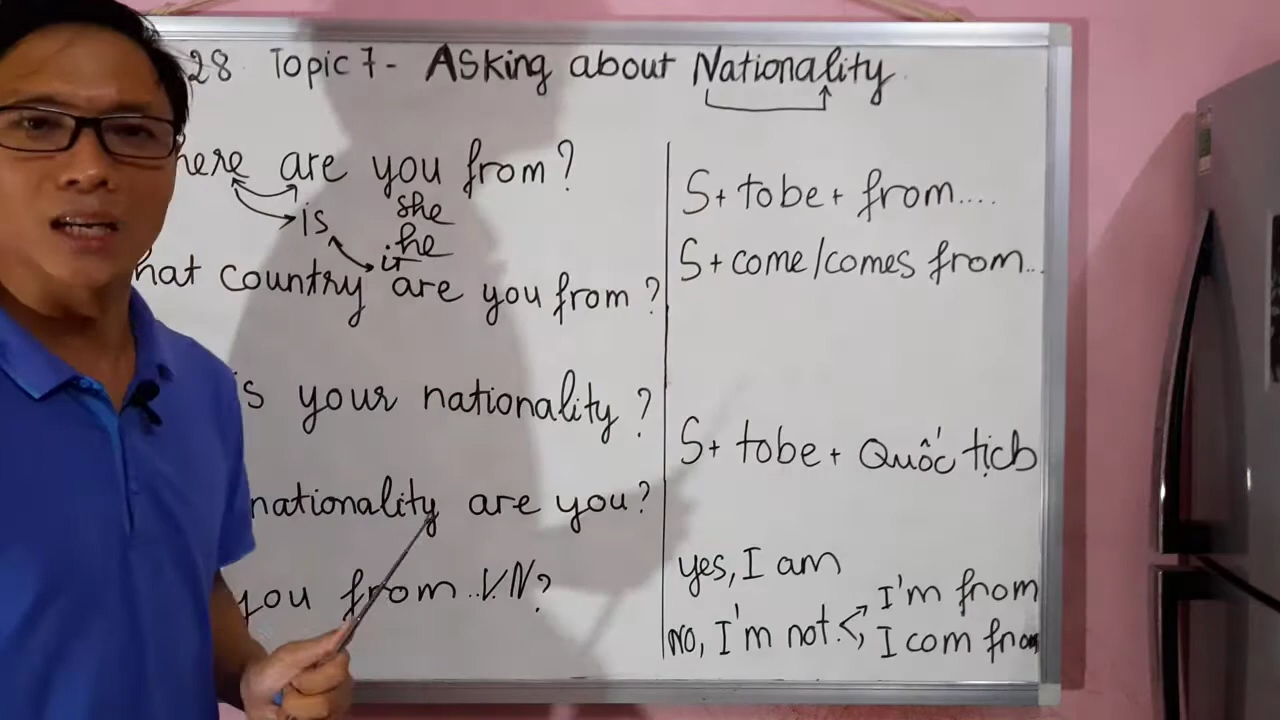 28 Topic 7 - Asking about Nationality
here are you from?
is
she
he
it
hat country are you from?
s your nationality?
nationality are you?
you from..VN?
S+ tobe + from....
S+ come/comes from...
S+ tobe + Quốc tịch
yes, I am
no, I'm not.
I'm from
I com from